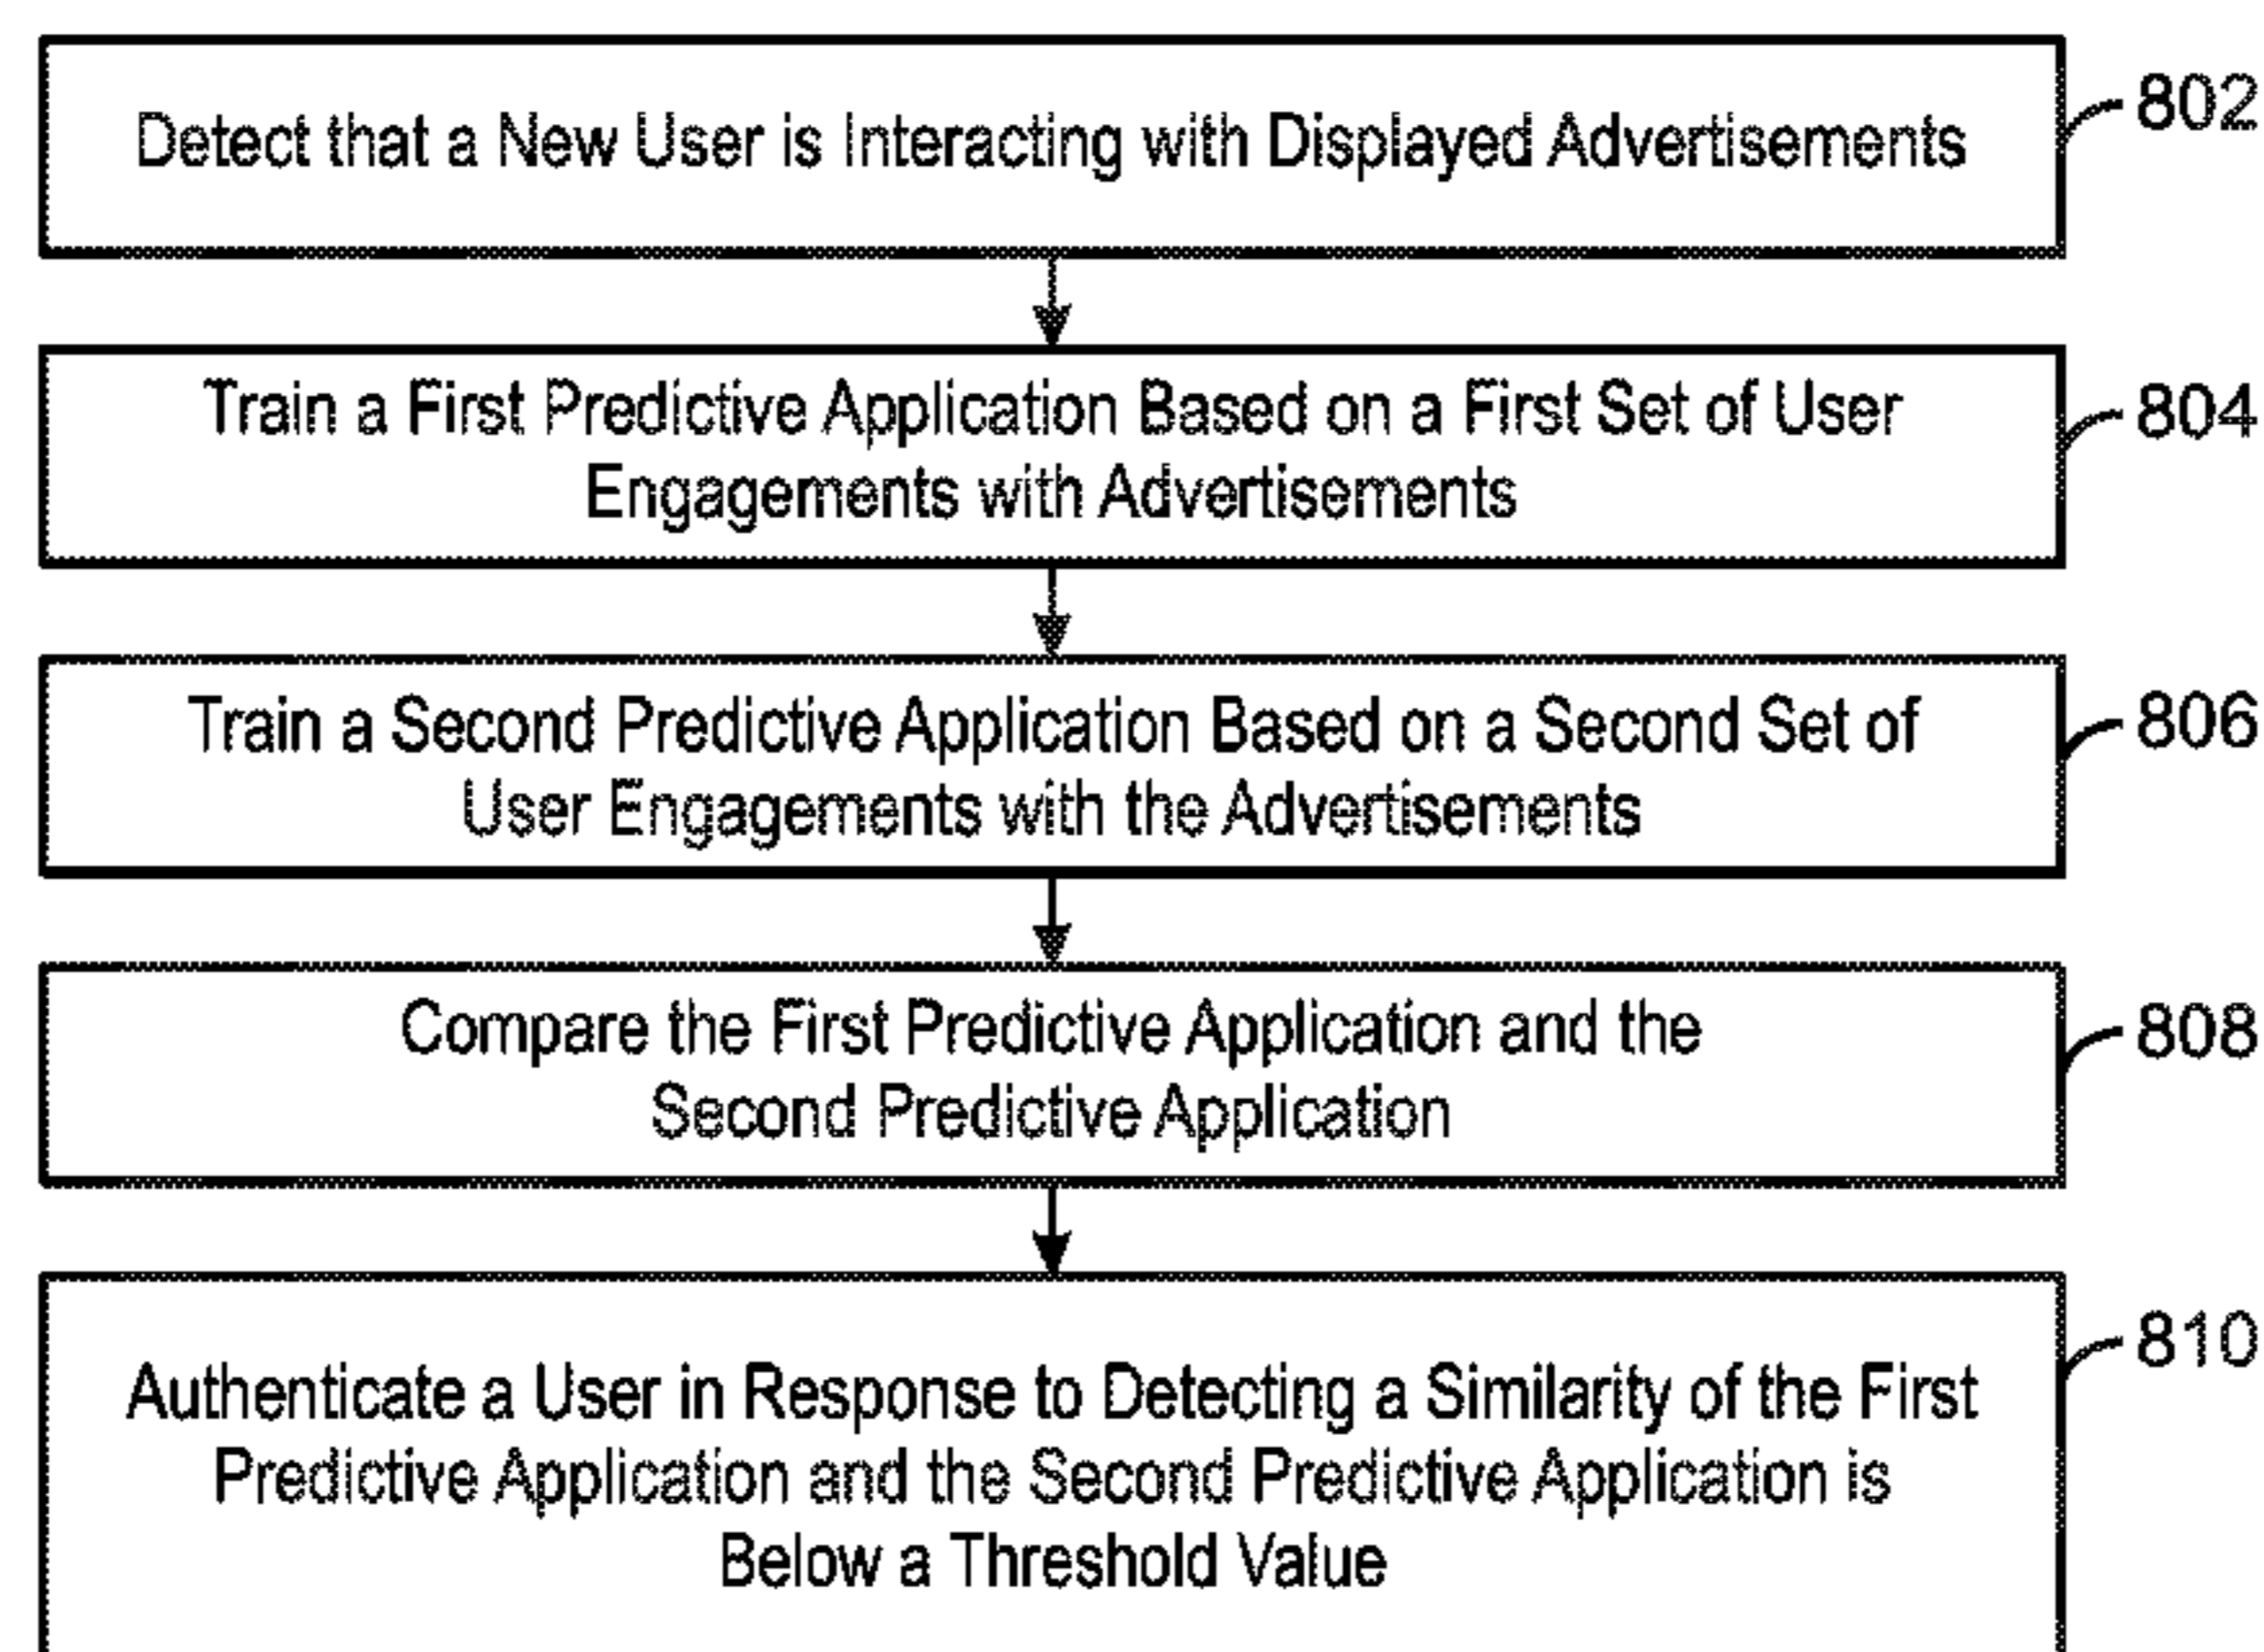 Detect that a New User is Interacting with Displayed Advertisements
802
Train a First Predictive Application Based on a First Set of User
Engagements with Advertisements
804
Train a Second Predictive Application Based on a Second Set of
User Engagements with the Advertisements
806
Compare the First Predictive Application and the
Second Predictive Application
808
Authenticate a User in Response to Detecting a Similarity of the First
Predictive Application and the Second Predictive Application is
Below a Threshold Value
810